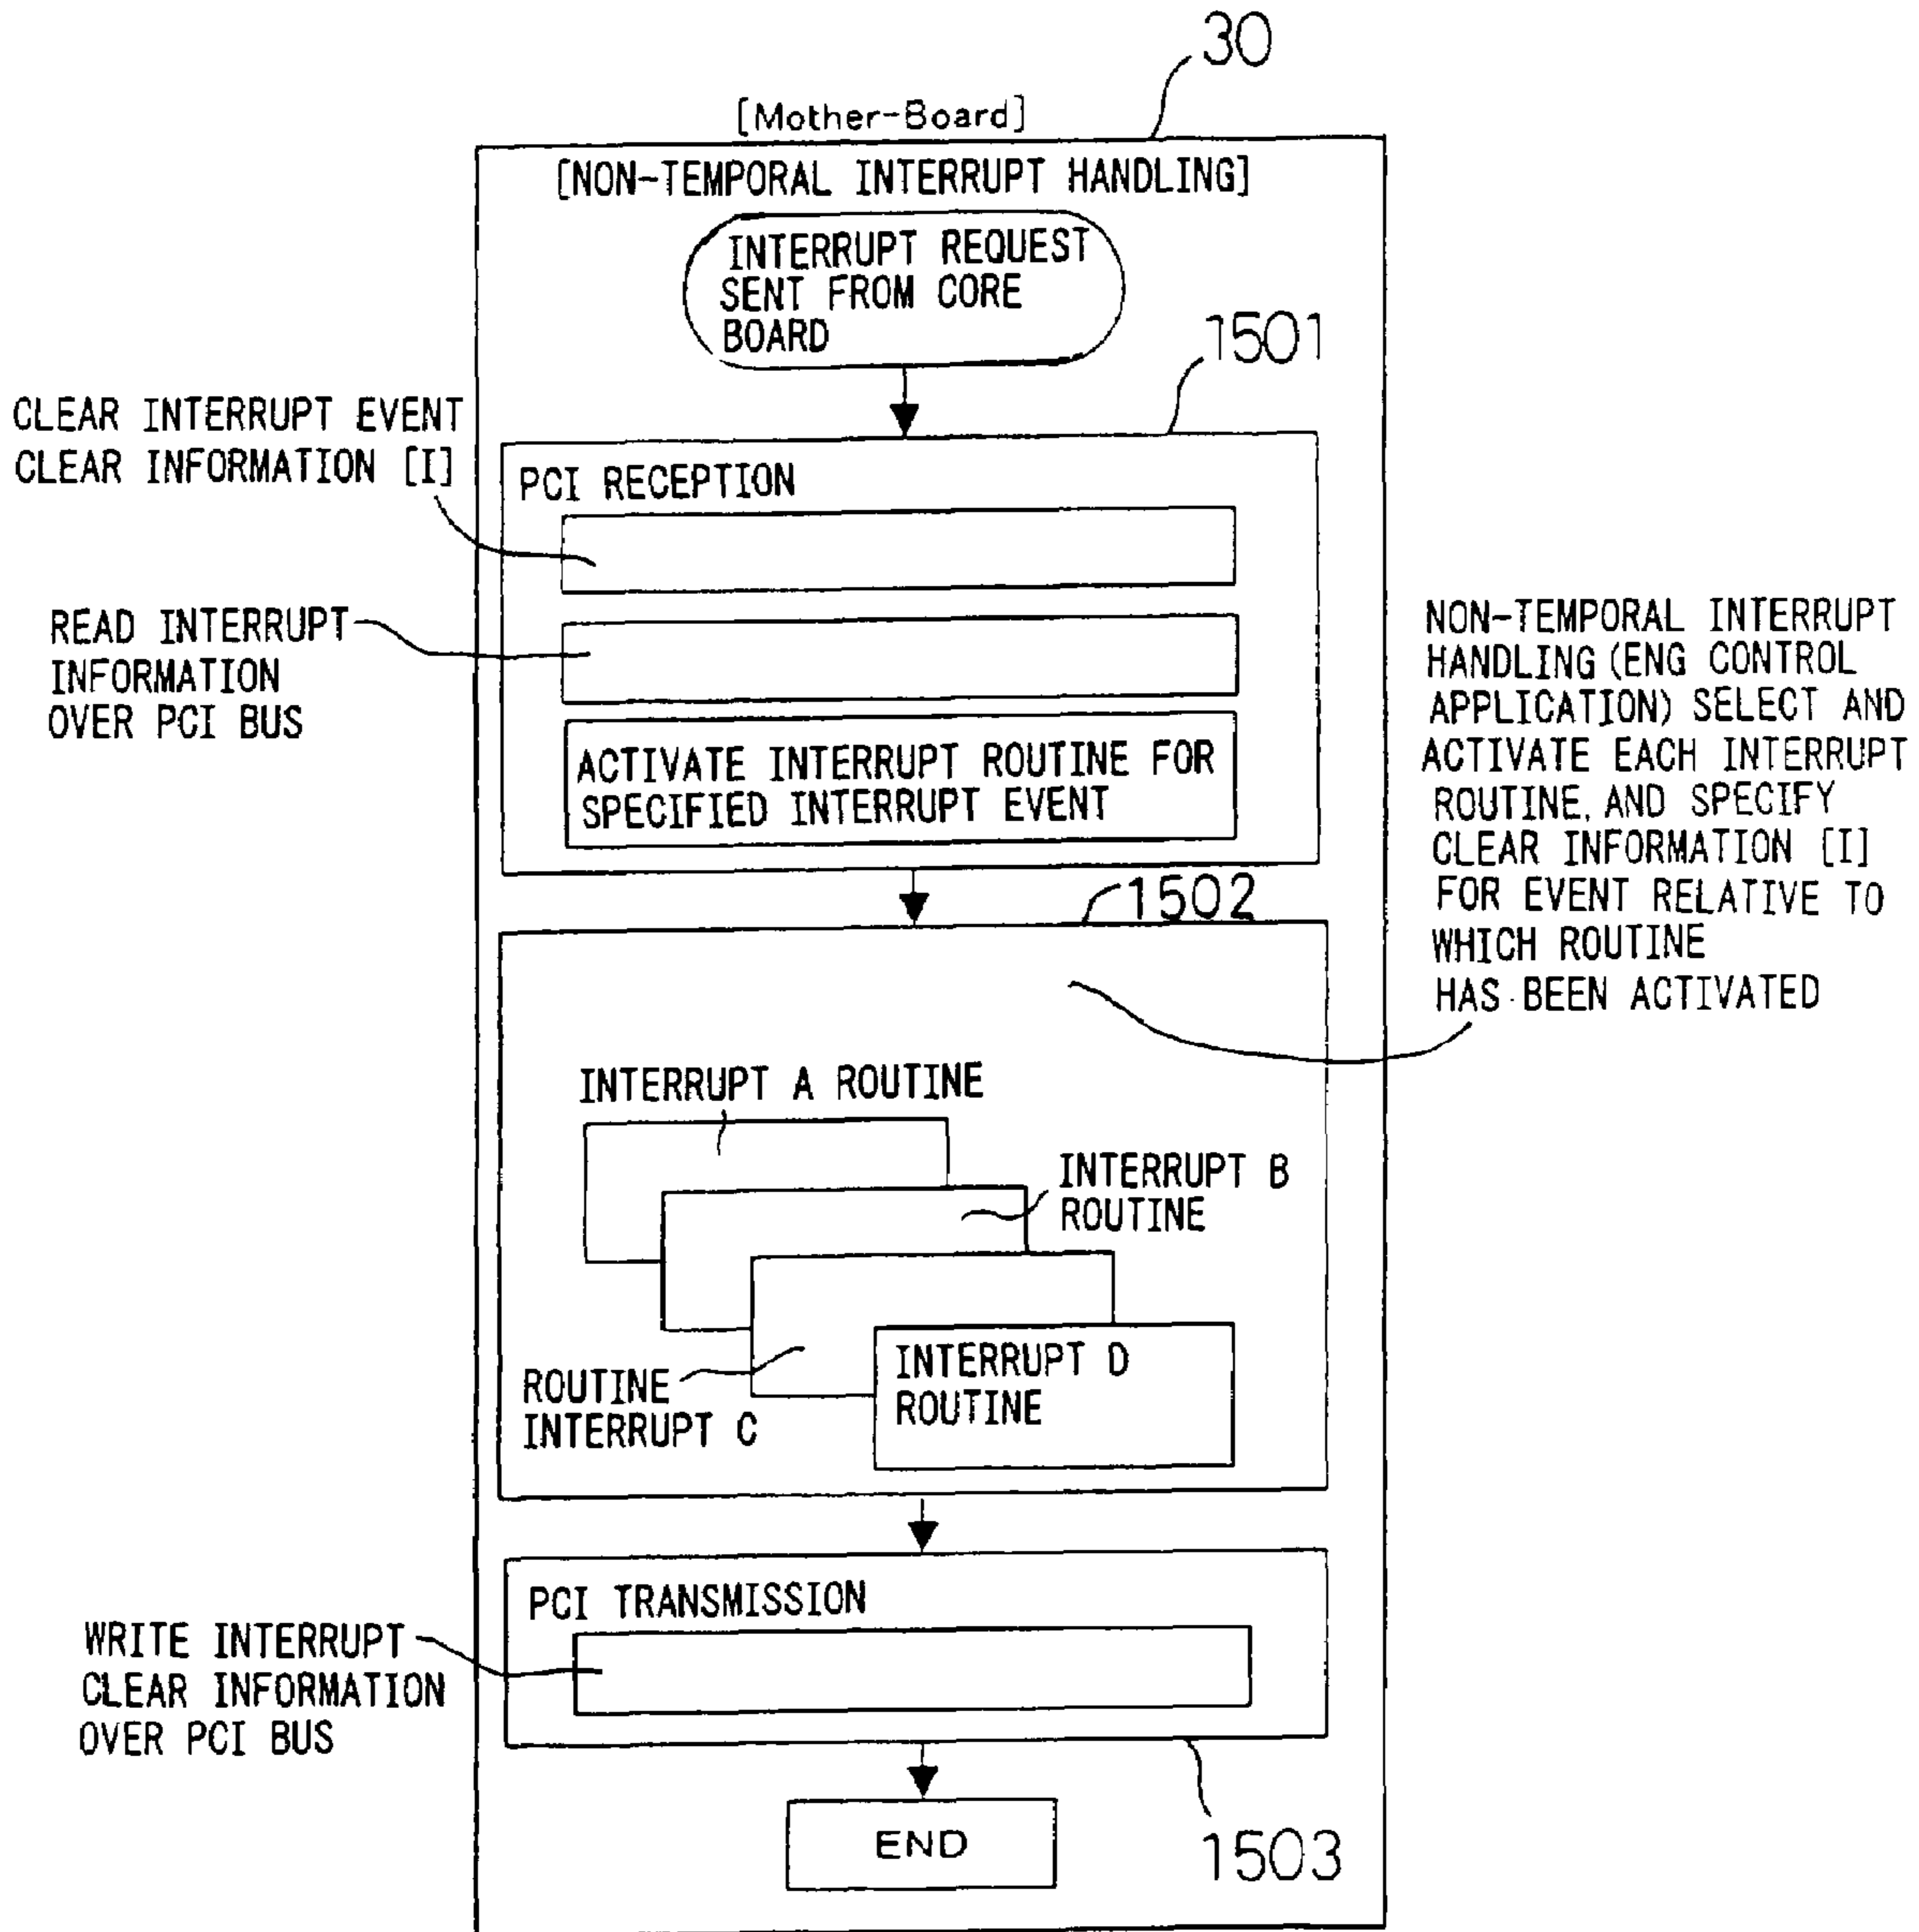 30
[Mother-Board]
[NON-TEMPORAL INTERRUPT HANDLING]
INTERRUPT REQUEST
SENT FROM CORE
BOARD
1501
CLEAR INTERRUPT EVENT
CLEAR INFORMATION [I]
PCI RECEPTION
READ INTERRUPT
INFORMATION
OVER PCI BUS
ACTIVATE INTERRUPT ROUTINE FOR
SPECIFIED INTERRUPT EVENT
NON-TEMPORAL INTERRUPT
HANDLING (ENG CONTROL
APPLICATION) SELECT AND
ACTIVATE EACH INTERRUPT
ROUTINE, AND SPECIFY
CLEAR INFORMATION [I]
FOR EVENT RELATIVE TO
WHICH ROUTINE
HAS BEEN ACTIVATED
1502
INTERRUPT A ROUTINE
INTERRUPT B
ROUTINE
ROUTINE
INTERRUPT C
INTERRUPT D
ROUTINE
PCI TRANSMISSION
WRITE INTERRUPT
CLEAR INFORMATION
OVER PCI BUS
END
1503